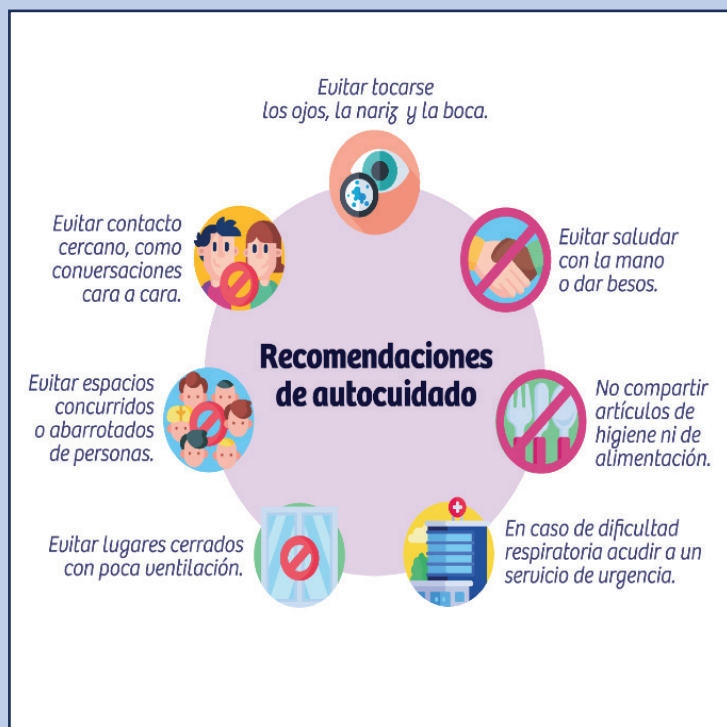 Evitar tocarse
los ojos, la nariz y la boca.
Evitar saludar
con la mano
o dar besos.
No compartir
artículos de
higiene ni de
alimentación.
En caso de dificultad
respiratoria acudir a un
servicio de urgencia.
Evitar lugares cerrados
con poca ventilación.
Evitar espacios
concurridos
o abarrotados
de personas.
Evitar contacto
cercano, como
conversaciones
cara a cara.
Recomendaciones
de autocuidado